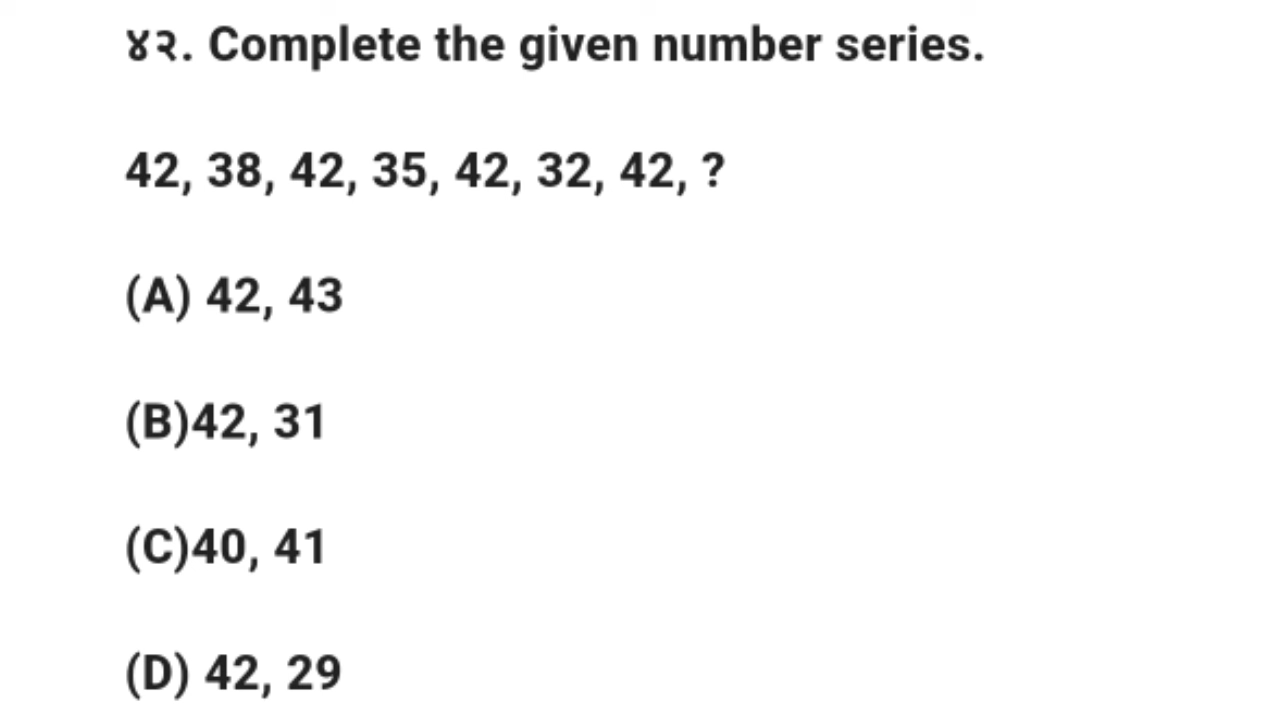 ४२. Complete the given number series.
42, 38, 42, 35, 42, 32, 42, ?
(A) 42, 43
(B)42, 31
(C)40, 41
(D) 42, 29